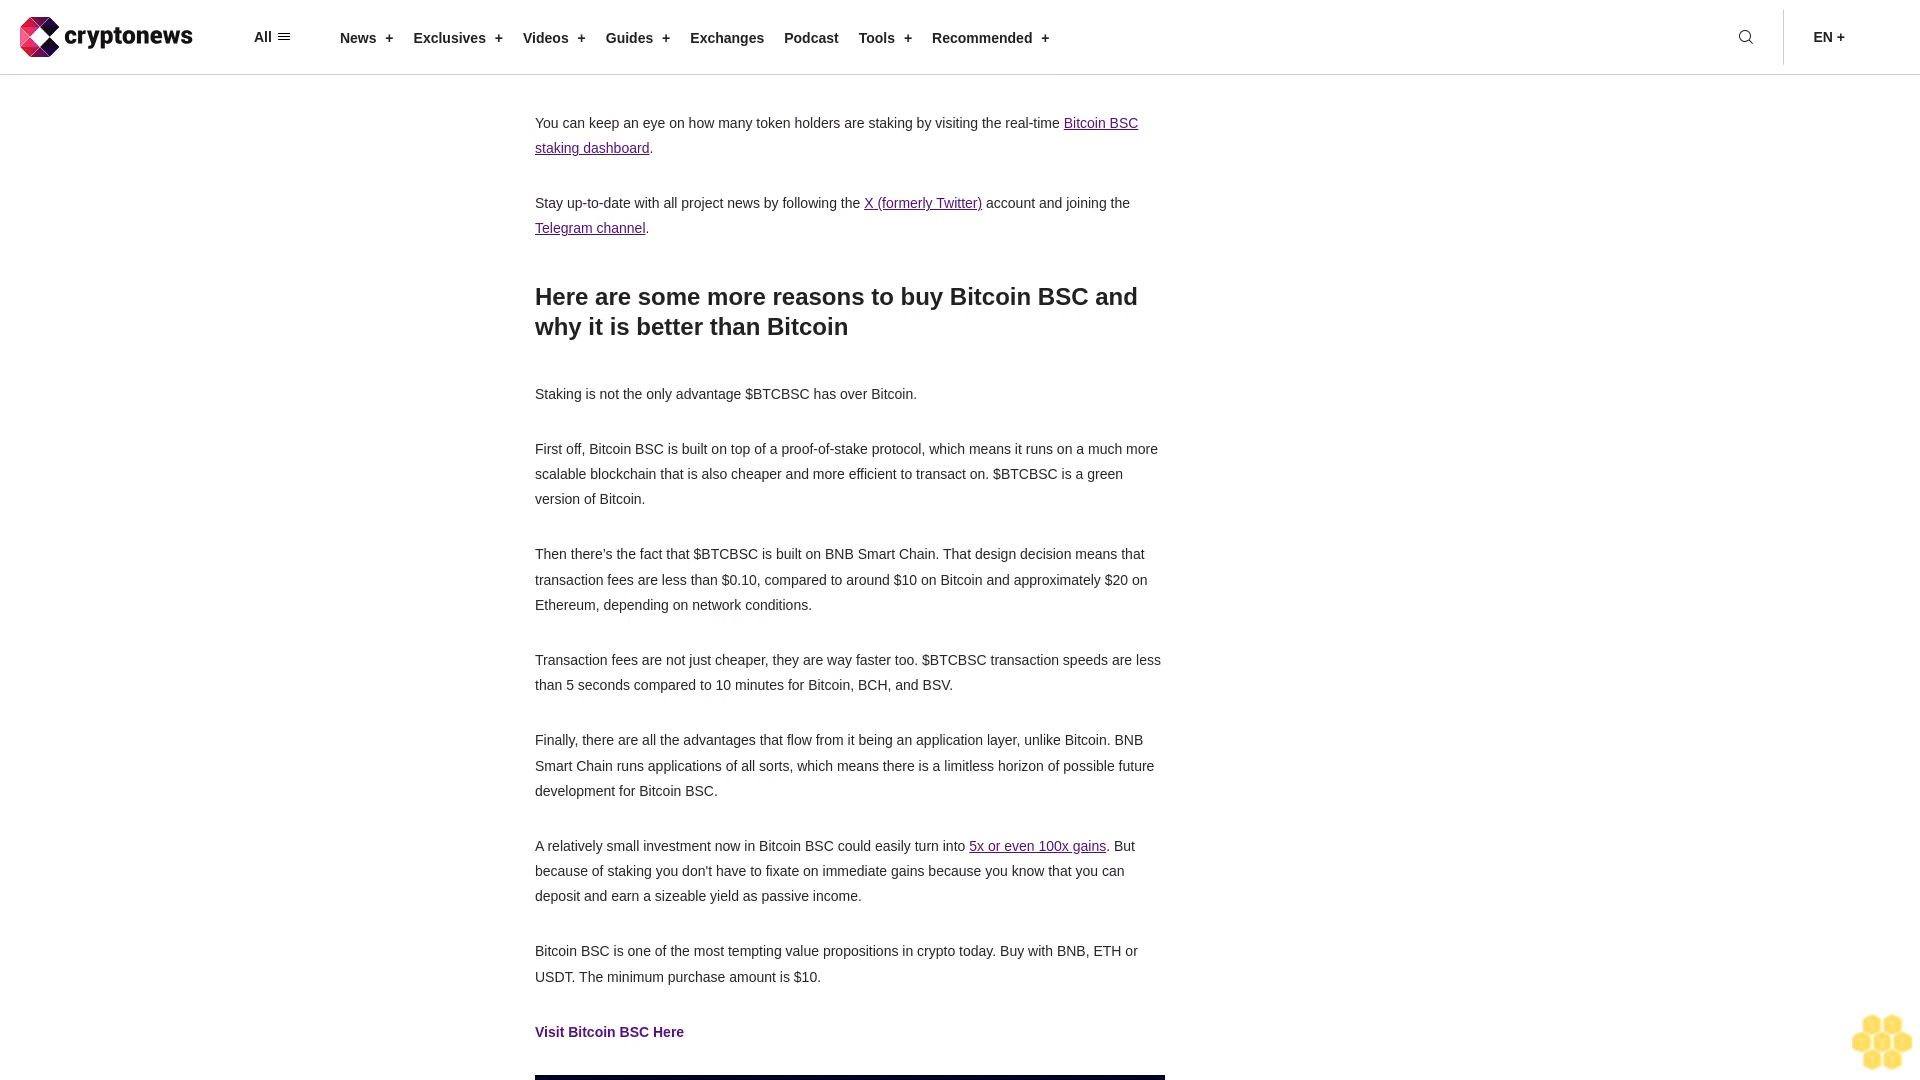 cryptonews
All
News +
Exclusives +
Videos +
Guides +
Exchanges
Podcast
Tools +
Recommended +
EN +
You can keep an eye on how many token holders are staking by visiting the real-time Bitcoin BSC
staking dashboard.
Stay up-to-date with all project news by following the X (formerly Twitter) account and joining the
Telegram channel.
Here are some more reasons to buy Bitcoin BSC and
why it is better than Bitcoin
Staking is not the only advantage $BTCBSC has over Bitcoin.
First off, Bitcoin BSC is built on top of a proof-of-stake protocol, which means it runs on a much more
scalable blockchain that is also cheaper and more efficient to transact on. $BTCBSC is a green
version of Bitcoin.
Then there’s the fact that $BTCBSC is built on BNB Smart Chain. That design decision means that
transaction fees are less than $0.10, compared to around $10 on Bitcoin and approximately $20 on
Ethereum, depending on network conditions.
Transaction fees are not just cheaper, they are way faster too. $BTCBSC transaction speeds are less
than 5 seconds compared to 10 minutes for Bitcoin, BCH, and BSV.
Finally, there are all the advantages that flow from it being an application layer, unlike Bitcoin. BNB
Smart Chain runs applications of all sorts, which means there is a limitless horizon of possible future
development for Bitcoin BSC.
A relatively small investment now in Bitcoin BSC could easily turn into 5x or even 100x gains. But
because of staking you don't have to fixate on immediate gains because you know that you can
deposit and earn a sizeable yield as passive income.
Bitcoin BSC is one of the most tempting value propositions in crypto today. Buy with BNB, ETH or
USDT. The minimum purchase amount is $10.
Visit Bitcoin BSC Here